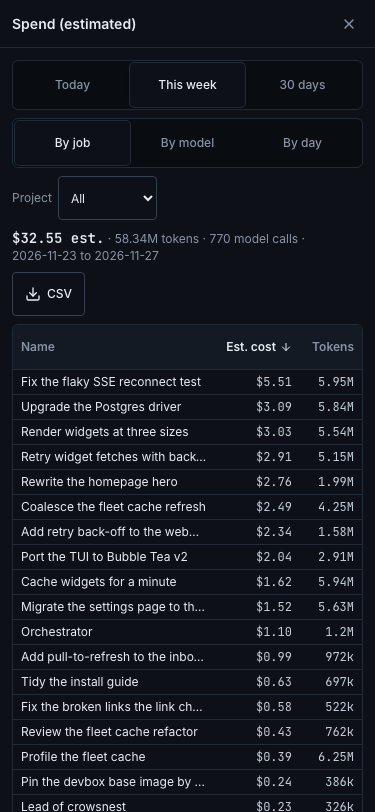 Spend (estimated)
Today This week 30 days
By job By model By day
Project All
$32.55 est. · 58.34M tokens · 770 model calls ·
2026-11-23 to 2026-11-27
CSV
Name Est. cost ↓ Tokens
Fix the flaky SSE reconnect test $5.51 5.95M
Upgrade the Postgres driver $3.09 5.84M
Render widgets at three sizes $3.03 5.54M
Retry widget fetches with back... $2.91 5.15M
Rewrite the homepage hero $2.76 1.99M
Coalesce the fleet cache refresh $2.49 4.25M
Add retry back-off to the web... $2.34 1.58M
Port the TUI to Bubble Tea v2 $2.04 2.91M
Cache widgets for a minute $1.62 5.94M
Migrate the settings page to th... $1.52 5.63M
Orchestrator $1.10 1.2M
Add pull-to-refresh to the inbo... $0.99 972k
Tidy the install guide $0.63 697k
Fix the broken links the link ch... $0.58 522k
Review the fleet cache refactor $0.43 762k
Profile the fleet cache $0.39 6.25M
Pin the devbox base image by ... $0.24 386k
Lead of crowsnest $0.23 326k